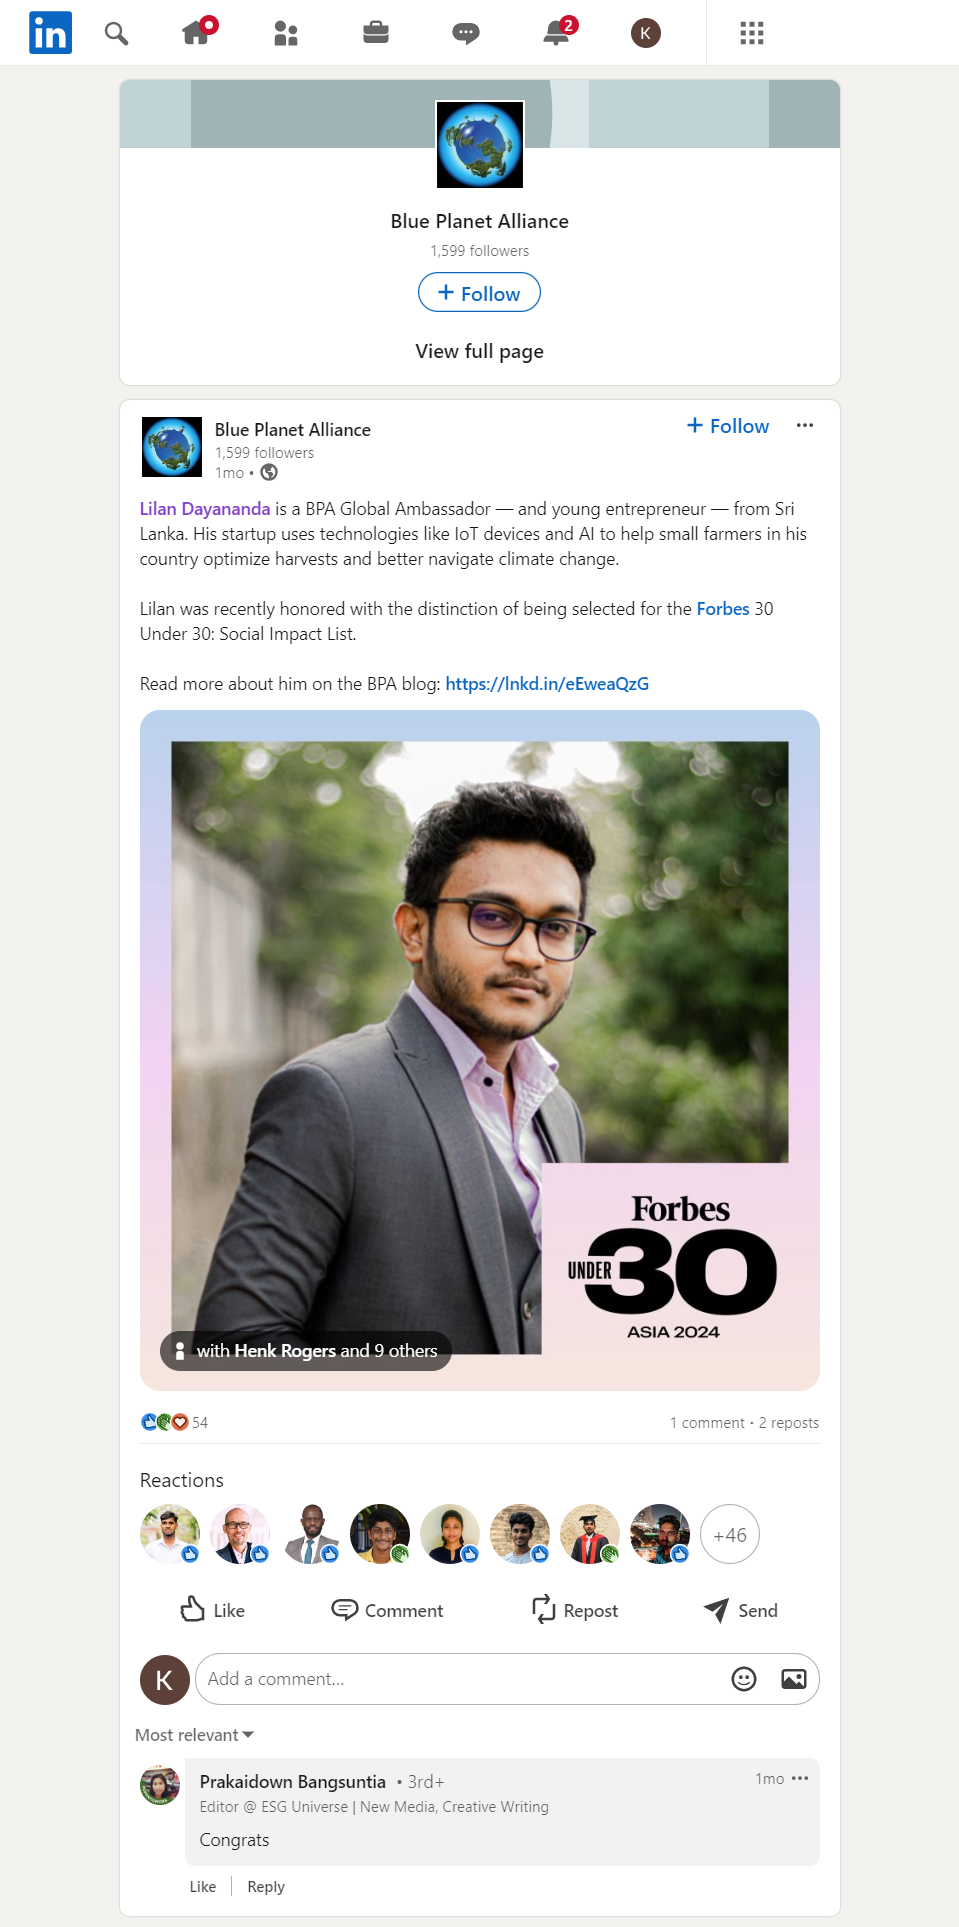 in
2
K
Blue Planet Alliance
1,599 followers
+ Follow
View full page
Blue Planet Alliance
1,599 followers
1mo •
+ Follow
Lilan Dayananda is a BPA Global Ambassador — and young entrepreneur — from Sri
Lanka. His startup uses technologies like IoT devices and AI to help small farmers in his
country optimize harvests and better navigate climate change.
Lilan was recently honored with the distinction of being selected for the Forbes 30
Under 30: Social Impact List.
Read more about him on the BPA blog: https://lnkd.in/eEweaQzG
Forbes
UNDER 30
ASIA 2024
with Henk Rogers and 9 others
54
1 comment • 2 reposts
Reactions
+46
Like
Comment
Repost
Send
K
Add a comment...
Most relevant
Prakaidown Bangsuntia • 3rd+
1mo
Editor @ ESG Universe | New Media, Creative Writing
Congrats
Like
Reply